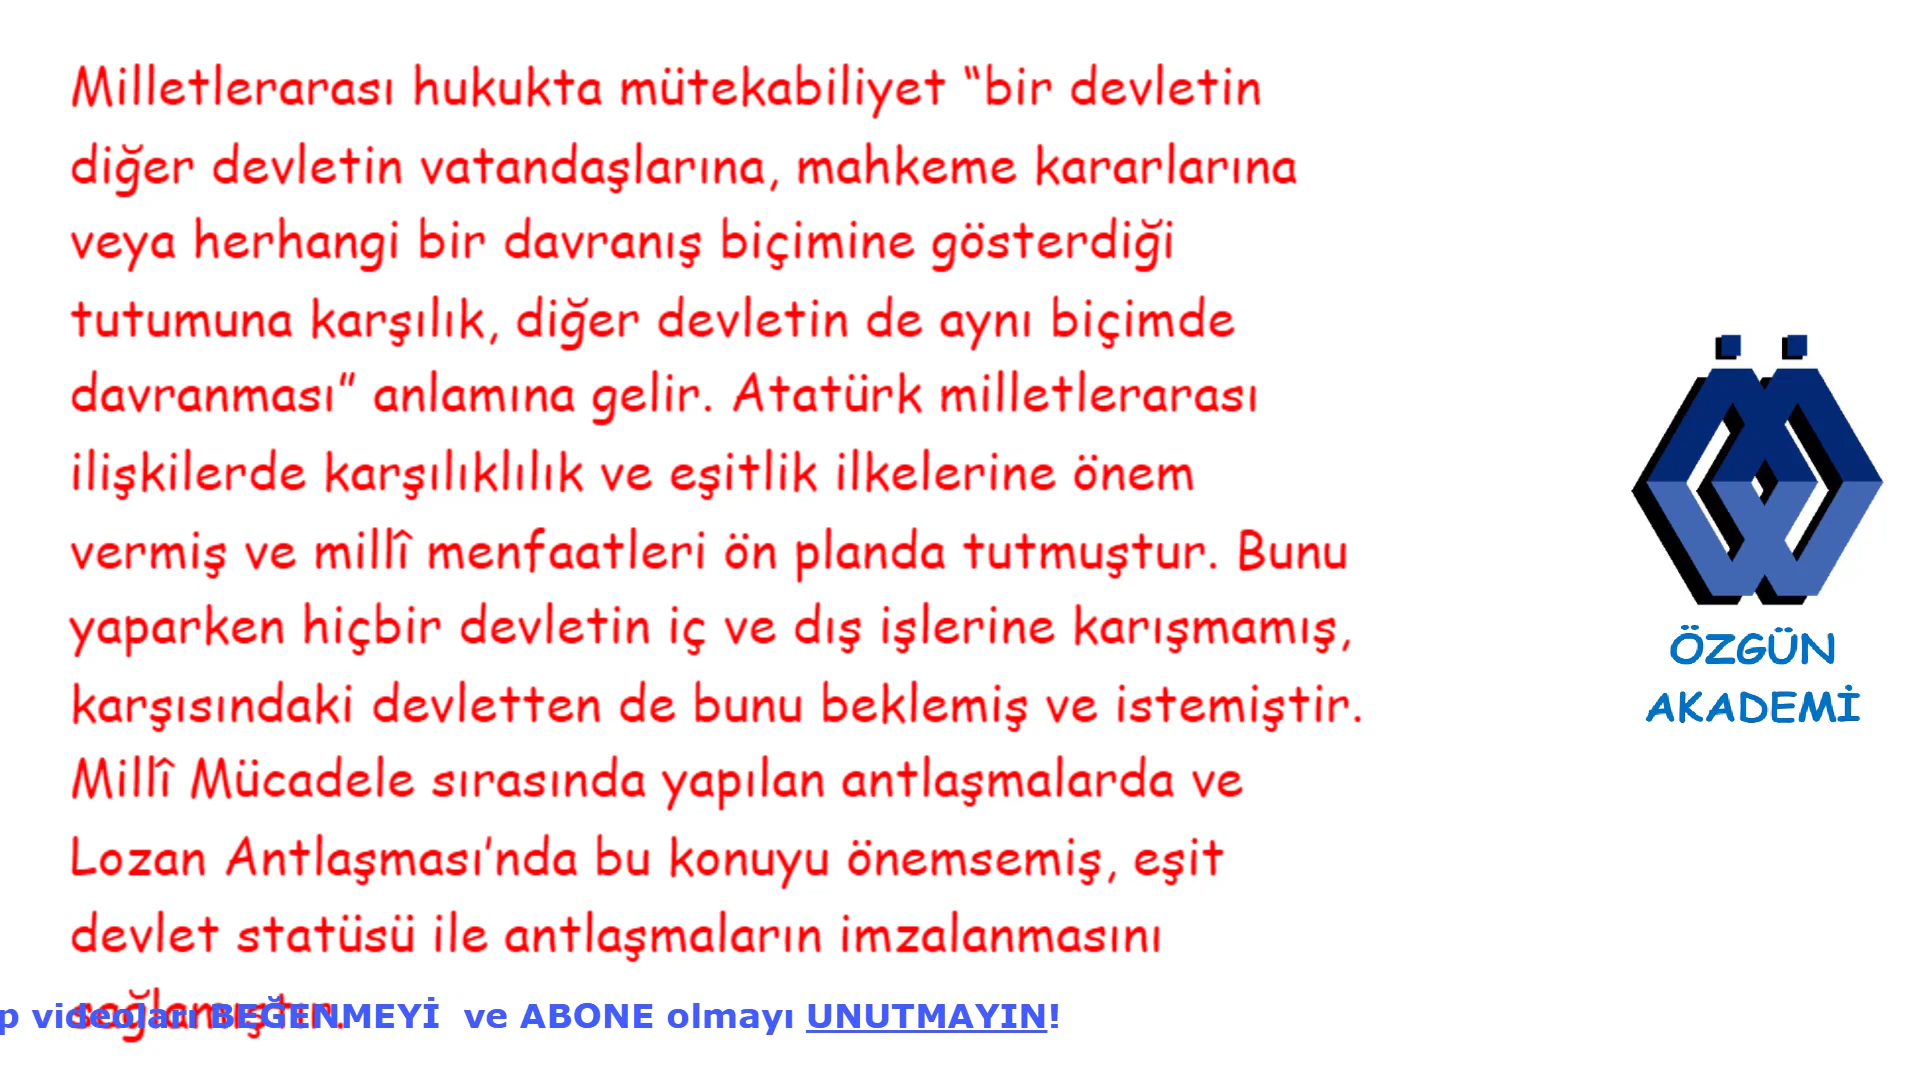 Milletlerarası hukukta mütekabiliyet “bir devletin
diğer devletin vatandaşlarına, mahkeme kararlarına
veya herhangi bir davranış biçimine gösterdiği
tutumuna karşılık, diğer devletin de aynı biçimde
davranması” anlamına gelir. Atatürk milletlerarası
ilişkilerde karşılıklılık ve eşitlik ilkelerine önem
vermiş ve millî menfaatleri ön planda tutmuştur. Bunu
yaparken hiçbir devletin iç ve dış işlerine karışmamış,
karşısındaki devletten de bunu beklemiş ve istemiştir.
Millî Mücadele sırasında yapılan antlaşmalarda ve
Lozan Antlaşması’nda bu konuyu önemsemiş, eşit
devlet statüsü ile antlaşmaların imzalanmasını
sağlamıştır.
p videoları BEĞENMEYİ ve ABONE olmayı UNUTMAYIN!
ÖZGÜN
AKADEMİ